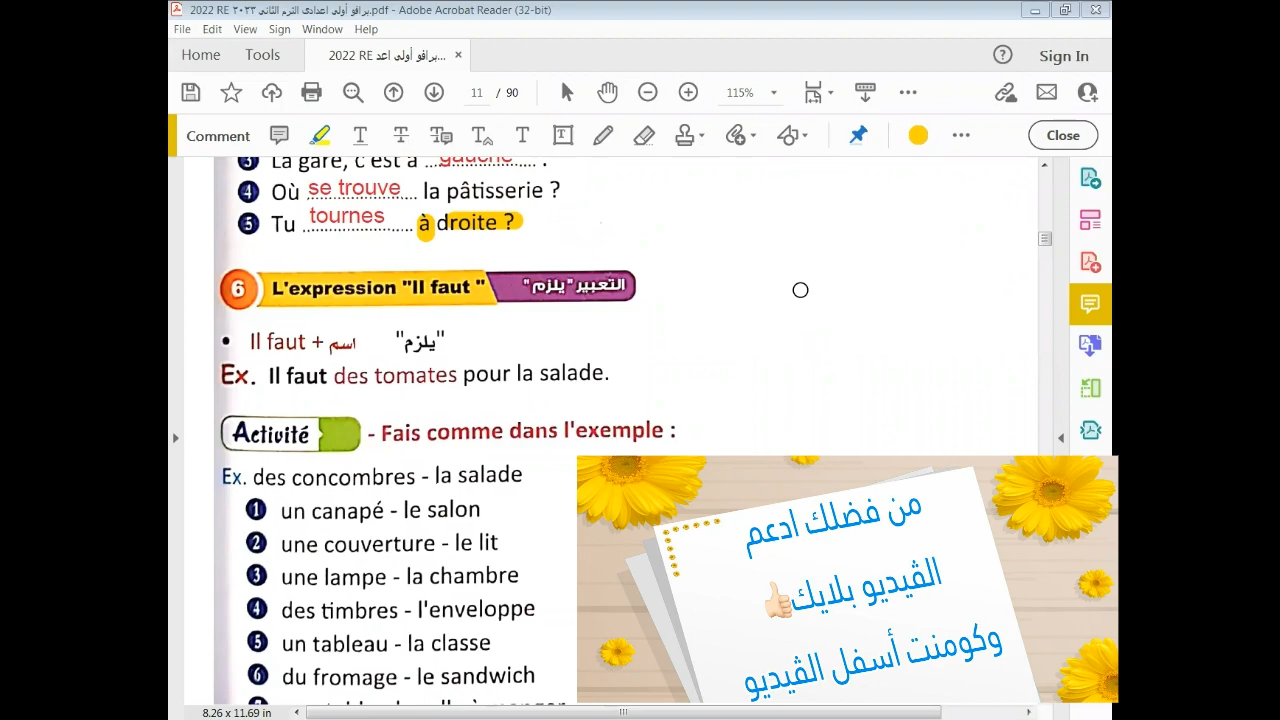 2022 RE برافو أولى اعدادى الترم الثانى ٢٠٢٣.pdf - Adobe Acrobat Reader (32-bit)
File Edit View Sign Window Help
Home Tools 2022 RE برافو أولى اعد... × Sign In
11 / 90 115%
Comment Close
3 La gare, c'est à ... gauche ... .
4 Où se trouve la pâtisserie ?
5 Tu tournes à droite ?
6 L'expression "Il faut " التعبير "يلزم"
• Il faut + اسم "يلزم"
Ex. Il faut des tomates pour la salade.
Activité - Fais comme dans l'exemple :
Ex. des concombres - la salade
1 un canapé - le salon
2 une couverture - le lit
3 une lampe - la chambre
4 des timbres - l'enveloppe
5 un tableau - la classe
6 du fromage - le sandwich
من فضلك ادعم
الڤيديو بلايك👍🏻
وكومنت أسفل الڤيديو
8.26 x 11.69 in